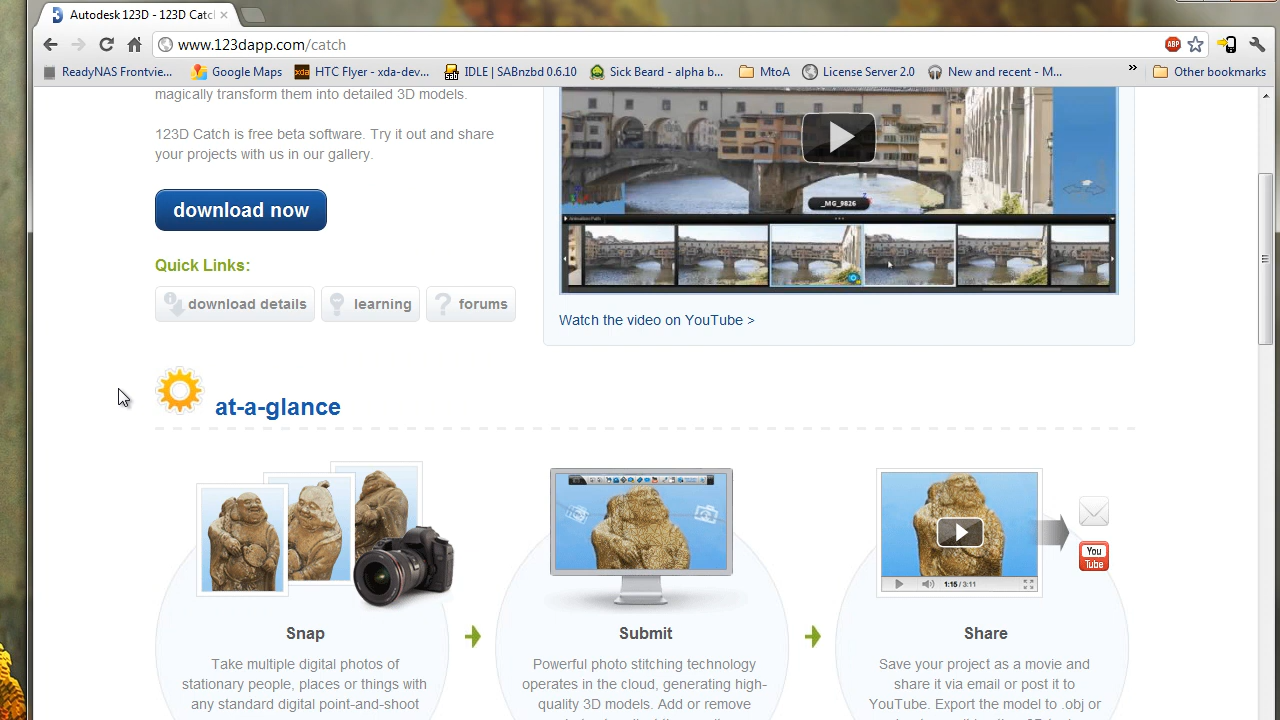 Autodesk 123D - 123D Catc
www.123dapp.com/catch
ABP
ReadyNAS Frontvie...
Google Maps
xda
HTC Flyer - xda-dev...
IDLE | SABnzbd 0.6.10
Sick Beard - alpha b...
MtoA
License Server 2.0
New and recent - M...
»
Other bookmarks
magically transform them into detailed 3D models.
123D Catch is free beta software. Try it out and share
your projects with us in our gallery.
download now
Quick Links:
download details
learning
forums
_MG_9826
Watch the video on YouTube >
at-a-glance
Snap
Take multiple digital photos of
stationary people, places or things with
any standard digital point-and-shoot
Submit
Powerful photo stitching technology
operates in the cloud, generating high-
quality 3D models. Add or remove
1:15 / 3:11
You
Tube
Share
Save your project as a movie and
share it via email or post it to
YouTube. Export the model to .obj or